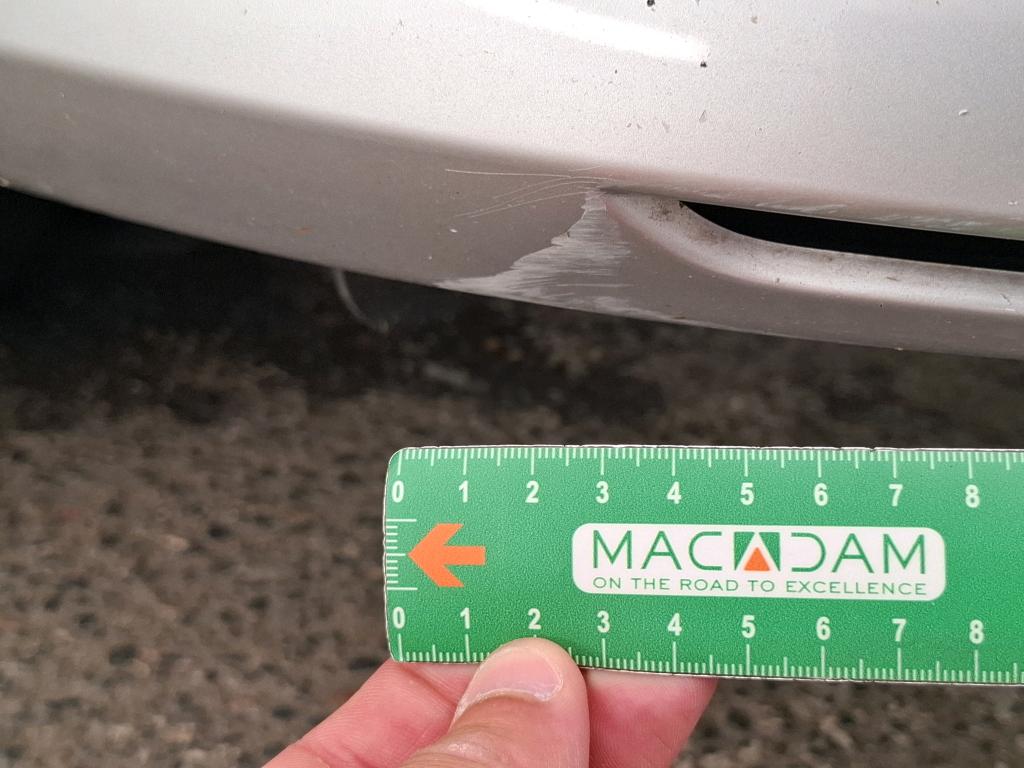 0 1 2 3 4 5 6 7 8
MACADAM
ON THE ROAD TO EXCELLENCE
0 1 2 3 4 5 6 7 8